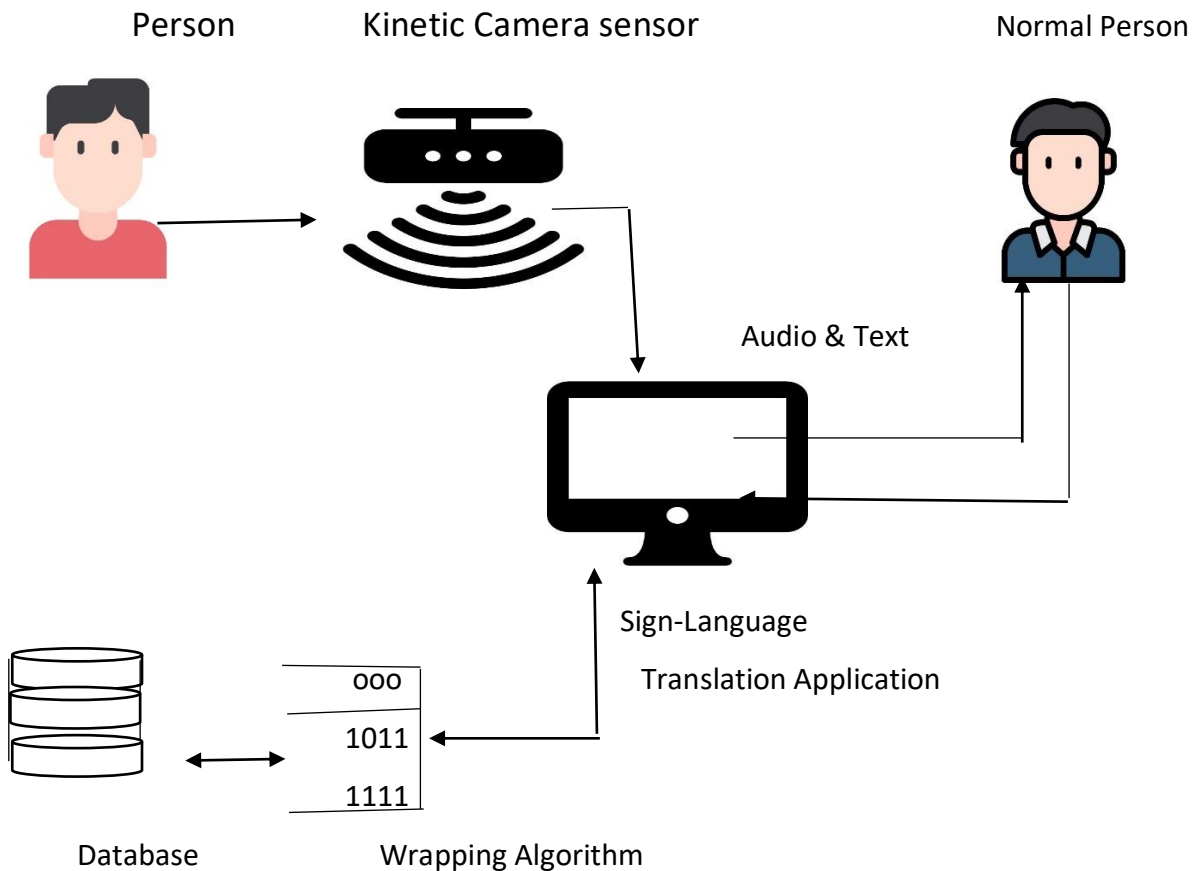 Person
Kinetic Camera sensor
Normal Person
Audio & Text
Sign-Language
Translation Application
ooo
1011
1111
Database
Wrapping Algorithm